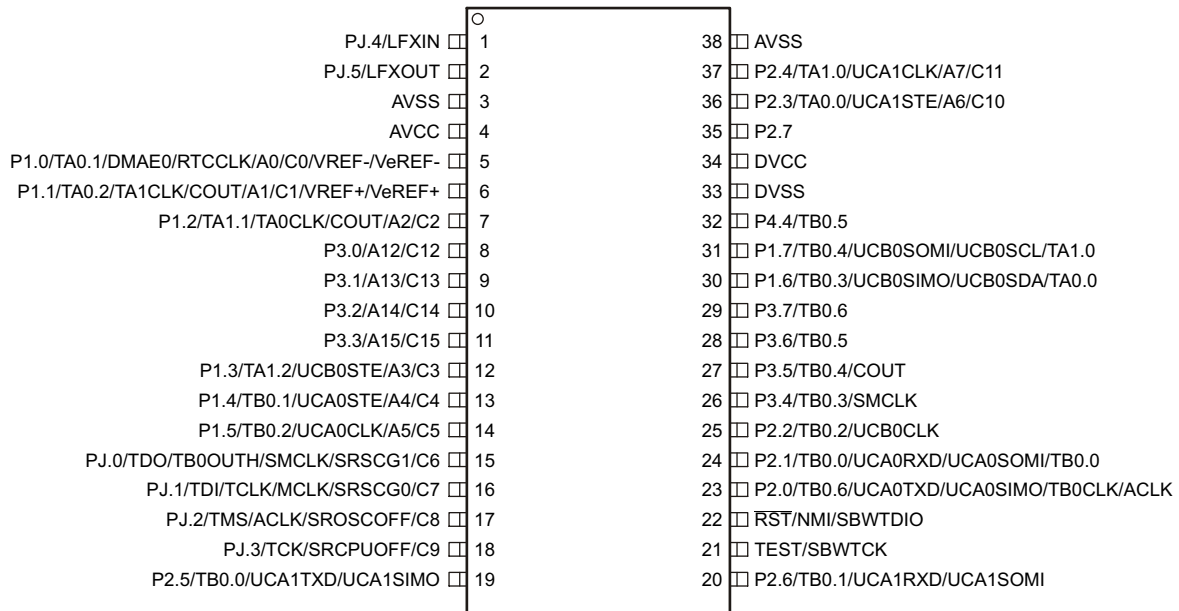 PJ.4/LFXIN 1 38 AVSS
PJ.5/LFXOUT 2 37 P2.4/TA1.0/UCA1CLK/A7/C11
AVSS 3 36 P2.3/TA0.0/UCA1STE/A6/C10
AVCC 4 35 P2.7
P1.0/TA0.1/DMAE0/RTCCLK/A0/C0/VREF-/VeREF- 5 34 DVCC
P1.1/TA0.2/TA1CLK/COUT/A1/C1/VREF+/VeREF+ 6 33 DVSS
P1.2/TA1.1/TA0CLK/COUT/A2/C2 7 32 P4.4/TB0.5
P3.0/A12/C12 8 31 P1.7/TB0.4/UCB0SOMI/UCB0SCL/TA1.0
P3.1/A13/C13 9 30 P1.6/TB0.3/UCB0SIMO/UCB0SDA/TA0.0
P3.2/A14/C14 10 29 P3.7/TB0.6
P3.3/A15/C15 11 28 P3.6/TB0.5
P1.3/TA1.2/UCB0STE/A3/C3 12 27 P3.5/TB0.4/COUT
P1.4/TB0.1/UCA0STE/A4/C4 13 26 P3.4/TB0.3/SMCLK
P1.5/TB0.2/UCA0CLK/A5/C5 14 25 P2.2/TB0.2/UCB0CLK
PJ.0/TDO/TB0OUTH/SMCLK/SRSCG1/C6 15 24 P2.1/TB0.0/UCA0RXD/UCA0SOMI/TB0.0
PJ.1/TDI/TCLK/MCLK/SRSCG0/C7 16 23 P2.0/TB0.6/UCA0TXD/UCA0SIMO/TB0CLK/ACLK
PJ.2/TMS/ACLK/SROSCOFF/C8 17 22 RST/NMI/SBWTDIO
PJ.3/TCK/SRCPUOFF/C9 18 21 TEST/SBWTCK
P2.5/TB0.0/UCA1TXD/UCA1SIMO 19 20 P2.6/TB0.1/UCA1RXD/UCA1SOMI